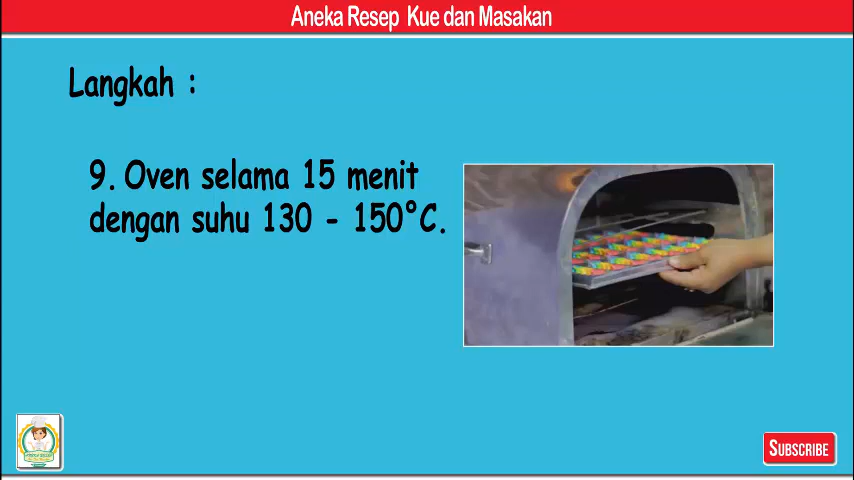 Aneka Resep Kue dan Masakan
Langkah :
9. Oven selama 15 menit
dengan suhu 130 - 150°C.
SUBSCRIBE